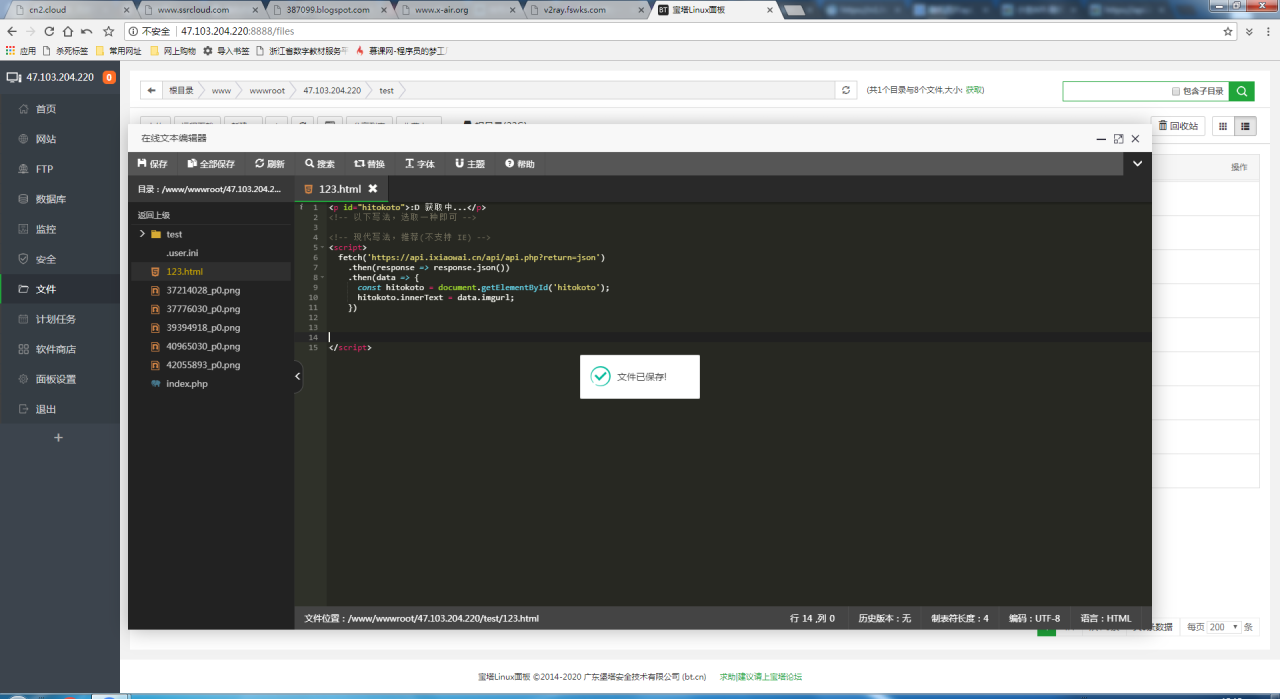 cn2.cloud
www.ssrcloud.com
387099.blogspot.com
www.x-air.org
v2ray.fswks.com
BT 宝塔Linux面板
不安全 47.103.204.220:8888/files
应用 杀死标签 常用网址 网上购物 导入书签 浙江省数字教材服务平 慕课网-程序员的梦工
47.103.204.220 0
首页
网站
FTP
数据库
监控
安全
文件
计划任务
软件商店
面板设置
退出
根目录 www wwwroot 47.103.204.220 test
(共1个目录与8个文件,大小: 获取)
包含子目录
回收站
操作
在线文本编辑器
保存 全部保存 刷新 搜索 替换 字体 主题 帮助
目录：/www/wwwroot/47.103.204.2...
123.html
返回上级
test
.user.ini
123.html
37214028_p0.png
37776030_p0.png
39394918_p0.png
40965030_p0.png
42055893_p0.png
index.php
1 <p id="hitokoto">:D 获取中...</p>
2 <!-- 以下写法，选取一种即可 -->
3
4 <!-- 现代写法，推荐(不支持 IE) -->
5 <script>
6 fetch('https://api.ixiaowai.cn/api/api.php?return=json')
7 .then(response => response.json())
8 .then(data => {
9 const hitokoto = document.getElementById('hitokoto');
10 hitokoto.innerText = data.imgurl;
11 })
12
13
14
15 </script>
文件已保存!
文件位置：/www/wwwroot/47.103.204.220/test/123.html
行 14 ,列 0 历史版本：无 制表符长度：4 编码：UTF-8 语言：HTML
条数据 每页 200 条
宝塔Linux面板 ©2014-2020 广东堡塔安全技术有限公司 (bt.cn) 求助|建议请上宝塔论坛